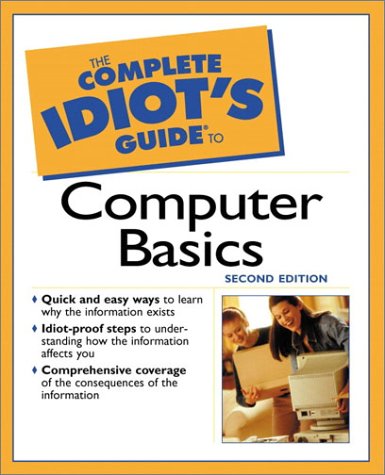 THE
COMPLETE
IDIOT'S
GUIDE® TO
Computer
Basics
SECOND EDITION
♦ Quick and easy ways to learn
why the information exists
♦ Idiot-proof steps to under-
standing how the information
affects you
♦ Comprehensive coverage
of the consequences of the
information